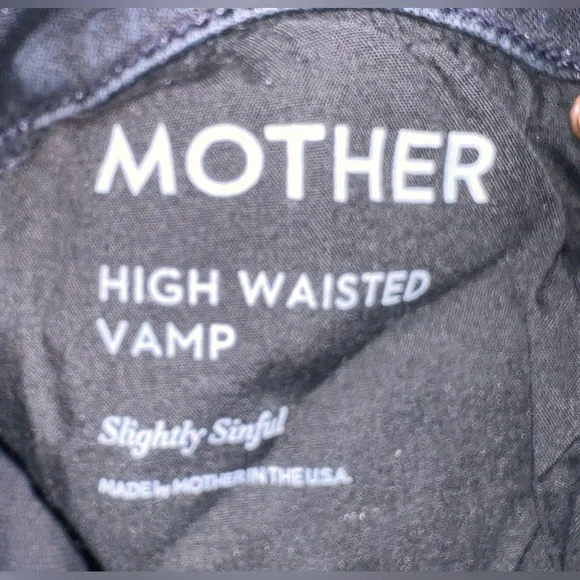 MOTHER
HIGH WAISTED
VAMP
Slightly Sinful
MADE by MOTHER IN THE U.S.A.